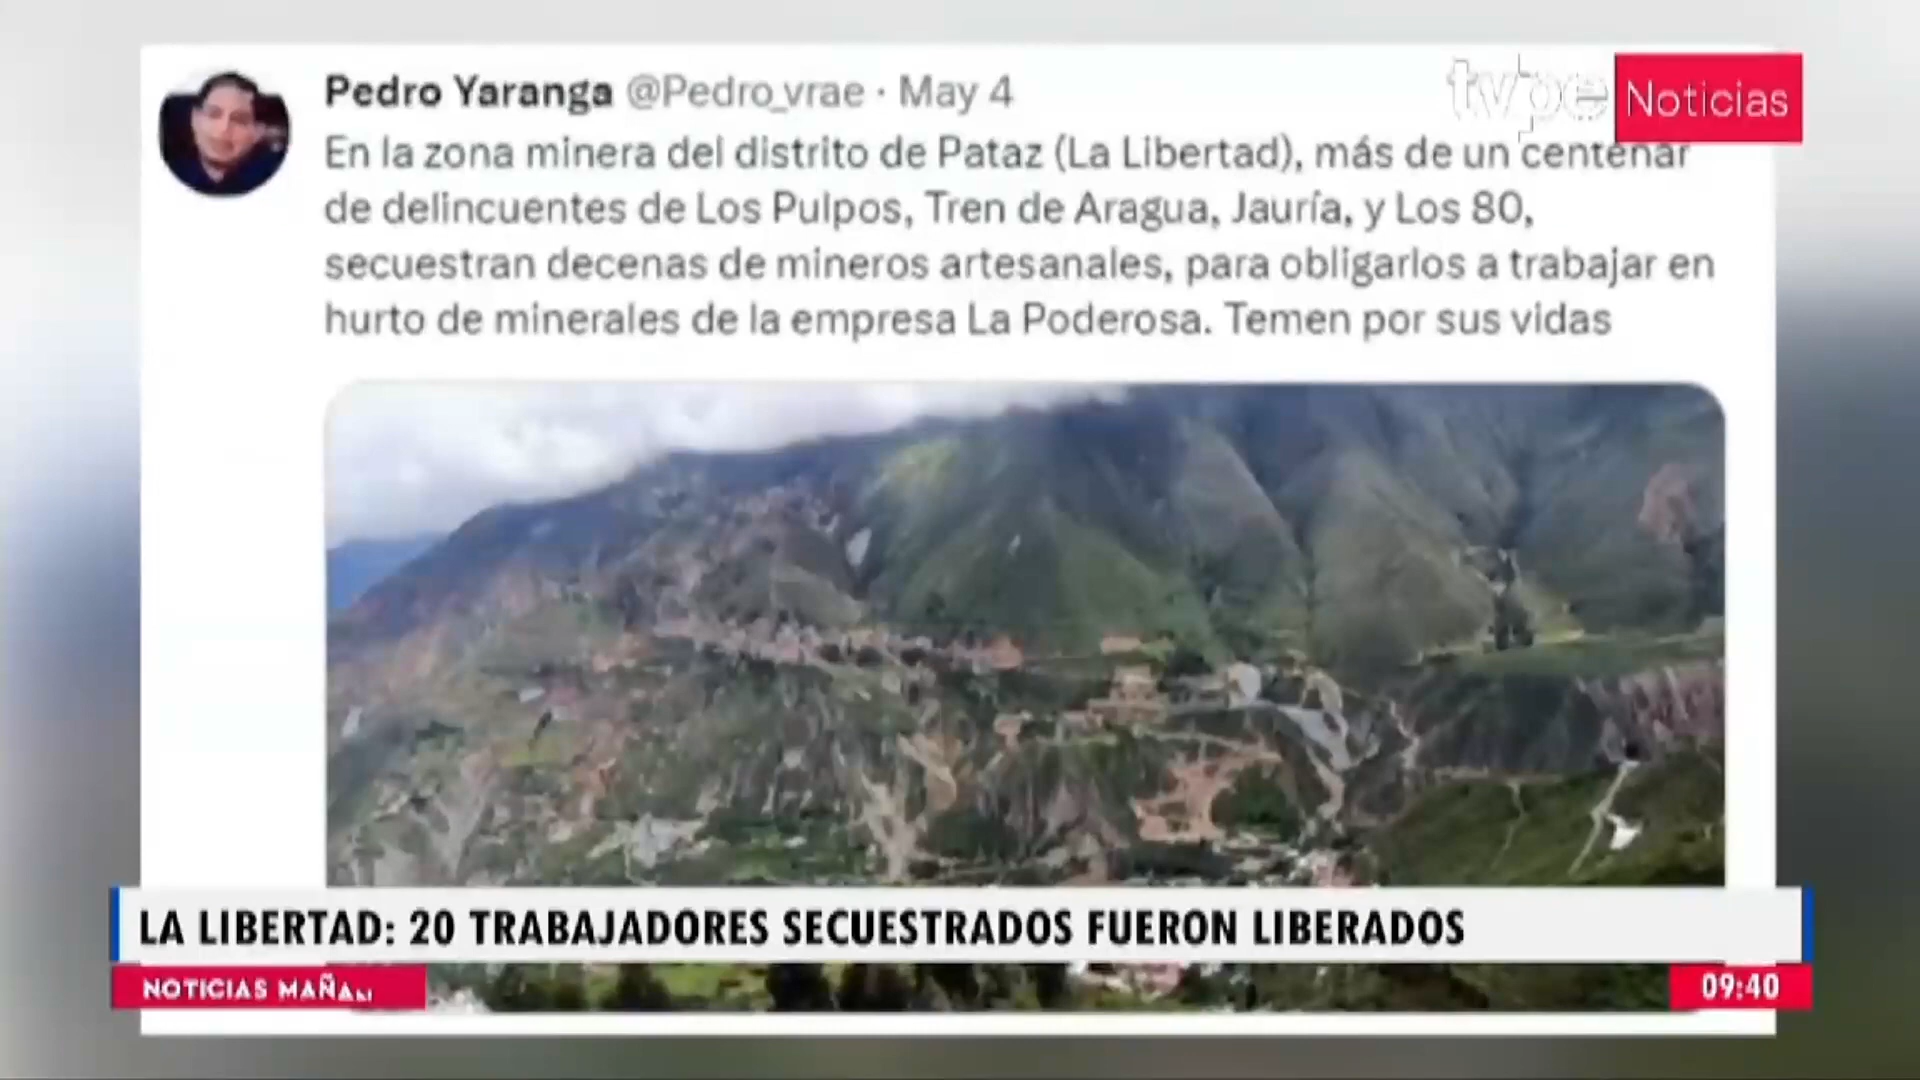 Pedro Yaranga @Pedro_vrae · May 4
tvpe Noticias
En la zona minera del distrito de Pataz (La Libertad), más de un centenar
de delincuentes de Los Pulpos, Tren de Aragua, Jauría, y Los 80,
secuestran decenas de mineros artesanales, para obligarlos a trabajar en
hurto de minerales de la empresa La Poderosa. Temen por sus vidas
LA LIBERTAD: 20 TRABAJADORES SECUESTRADOS FUERON LIBERADOS
NOTICIAS
09:40